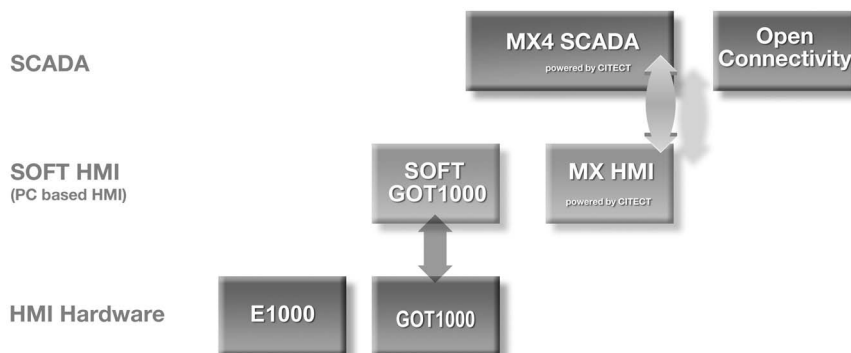 SCADA
MX4 SCADA
powered by CITECT
Open
Connectivity
SOFT HMI
(PC based HMI)
SOFT
GOT1000
MX HMI
powered by CITECT
HMI Hardware
E1000
GOT1000